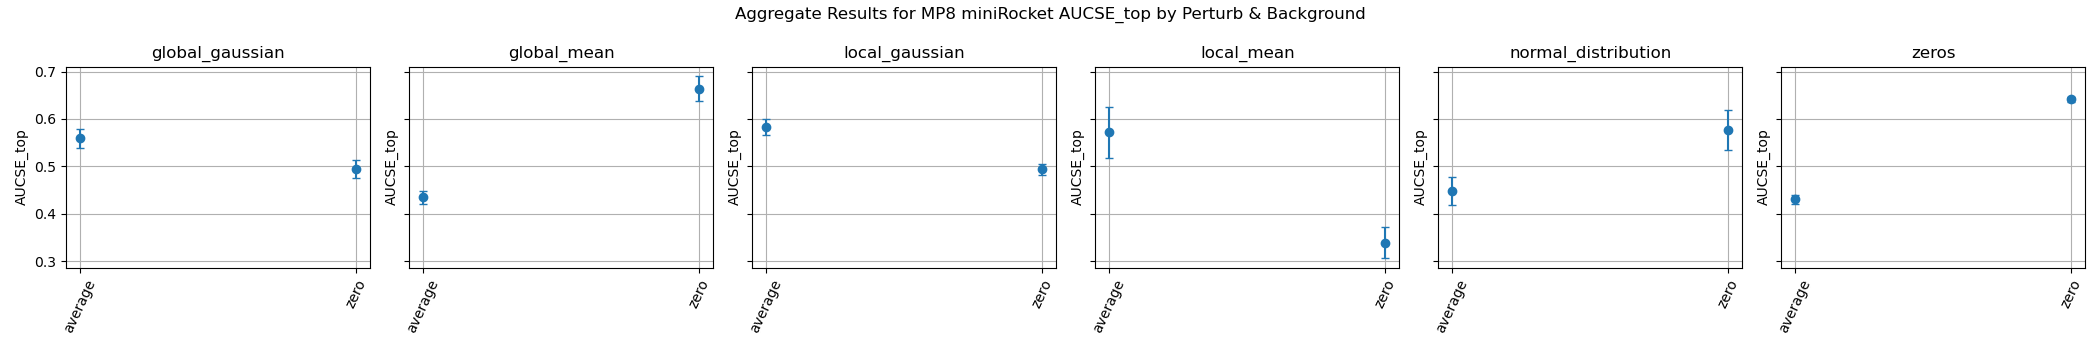 Aggregate Results for MP8 miniRocket AUCSE_top by Perturb & Background
global_gaussian
global_mean
local_gaussian
local_mean
normal_distribution
zeros
0.7
0.6
0.5
0.4
0.3
AUCSE_top
AUCSE_top
AUCSE_top
AUCSE_top
AUCSE_top
AUCSE_top
average
zero
average
zero
average
zero
average
zero
average
zero
average
zero